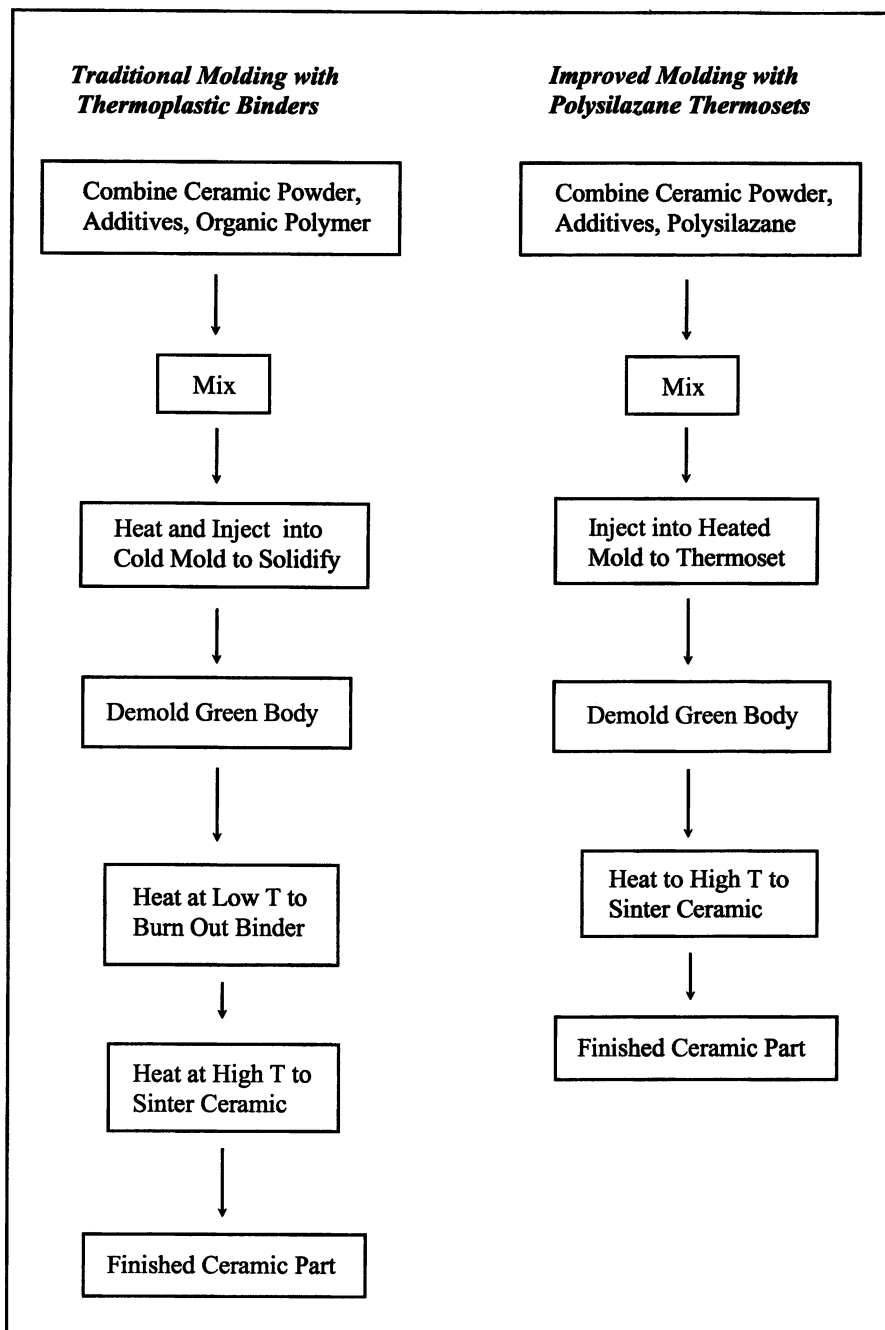 Traditional Molding with
Thermoplastic Binders
Combine Ceramic Powder,
Additives, Organic Polymer
Mix
Heat and Inject into
Cold Mold to Solidify
Demold Green Body
Heat at Low T to
Burn Out Binder
Heat at High T to
Sinter Ceramic
Finished Ceramic Part
Improved Molding with
Polysilazane Thermosets
Combine Ceramic Powder,
Additives, Polysilazane
Mix
Inject into Heated
Mold to Thermoset
Demold Green Body
Heat to High T to
Sinter Ceramic
Finished Ceramic Part